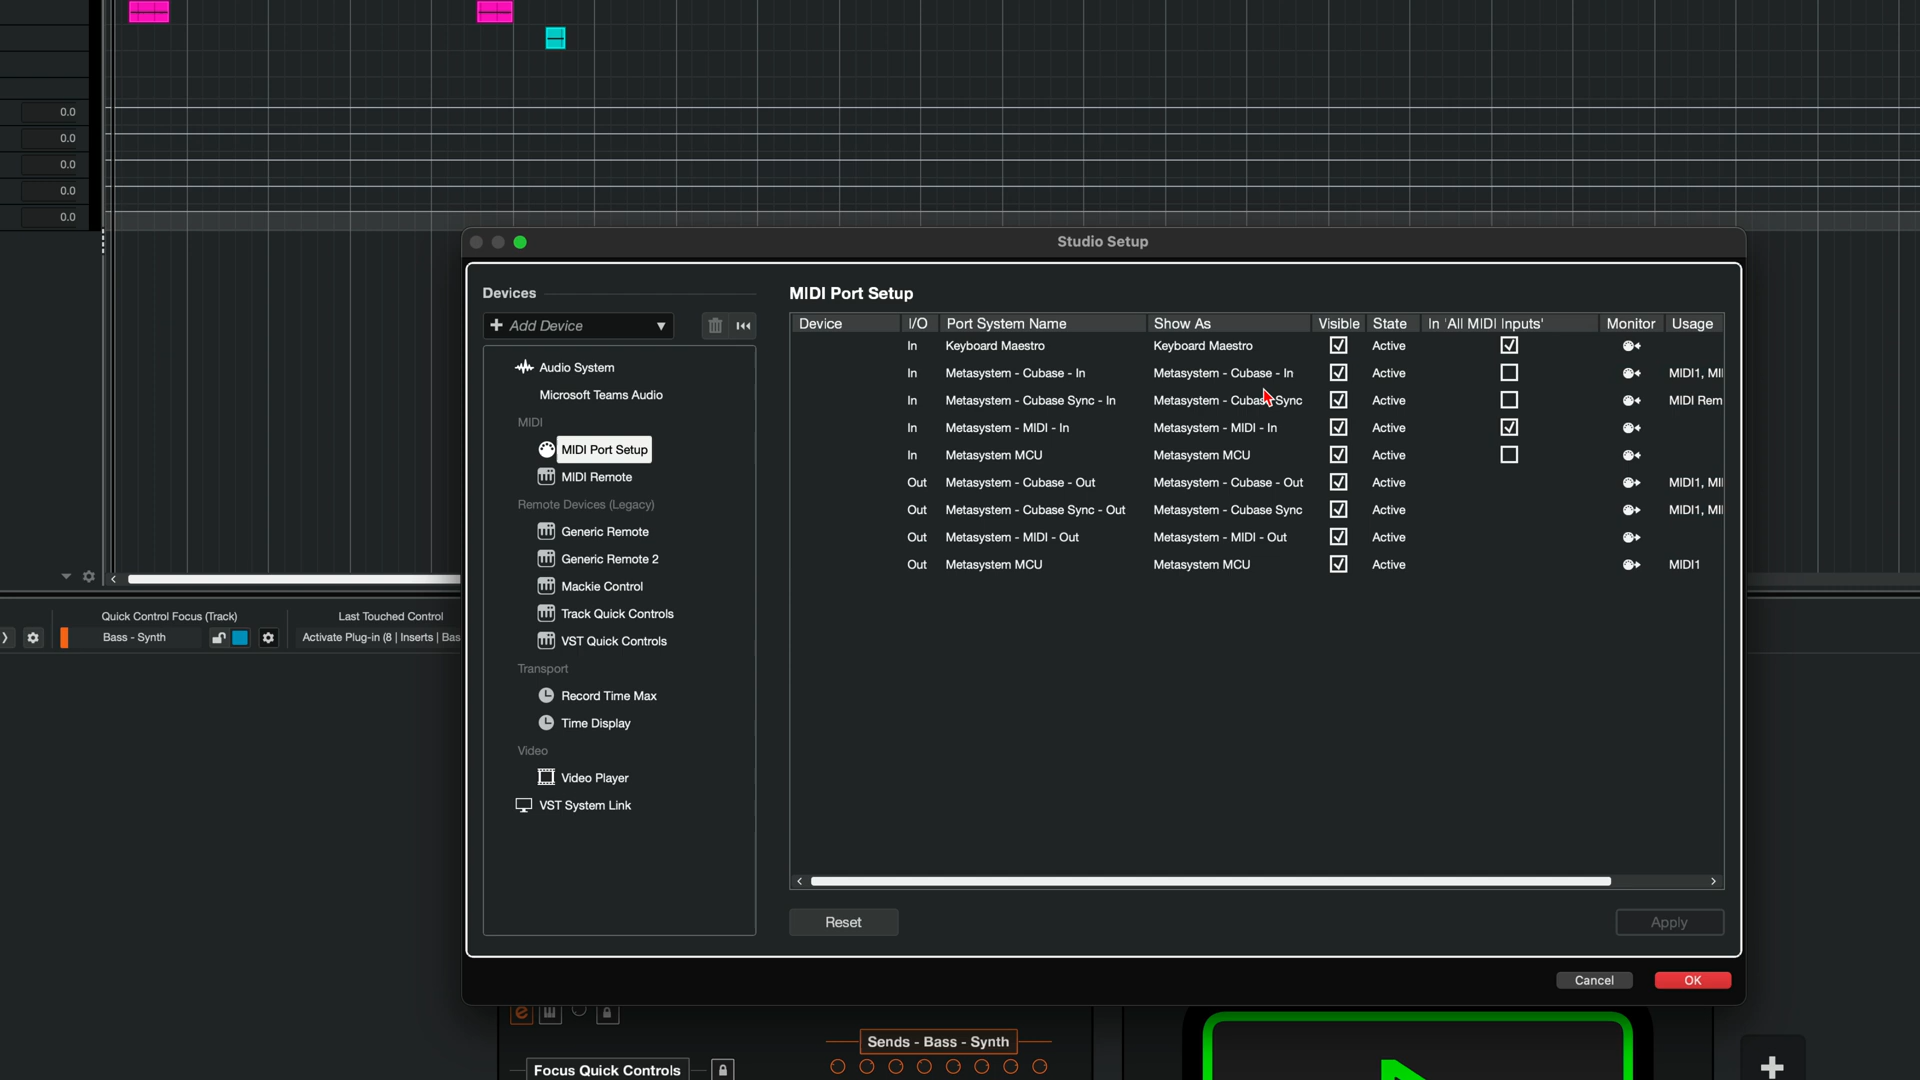 0.0
0.0
0.0
0.0
0.0
Studio Setup
Devices
Add Device
Audio System
Microsoft Teams Audio
MIDI
MIDI Port Setup
MIDI Remote
Remote Devices (Legacy)
Generic Remote
Generic Remote 2
Mackie Control
Track Quick Controls
VST Quick Controls
Transport
Record Time Max
Time Display
Video
Video Player
VST System Link
MIDI Port Setup
Device I/O Port System Name Show As Visible State In 'All MIDI Inputs' Monitor Usage
In Keyboard Maestro Keyboard Maestro Active
In Metasystem - Cubase - In Metasystem - Cubase - In Active MIDI1, MI
In Metasystem - Cubase Sync - In Metasystem - Cubase Sync Active MIDI Rem
In Metasystem - MIDI - In Metasystem - MIDI - In Active
In Metasystem MCU Metasystem MCU Active
Out Metasystem - Cubase - Out Metasystem - Cubase - Out Active MIDI1, MI
Out Metasystem - Cubase Sync - Out Metasystem - Cubase Sync Active MIDI1, MI
Out Metasystem - MIDI - Out Metasystem - MIDI - Out Active
Out Metasystem MCU Metasystem MCU Active MIDI1
Reset
Apply
Cancel
OK
Quick Control Focus (Track)
Bass - Synth
Last Touched Control
Activate Plug-in (8 | Inserts | Bas
Sends - Bass - Synth
Focus Quick Controls